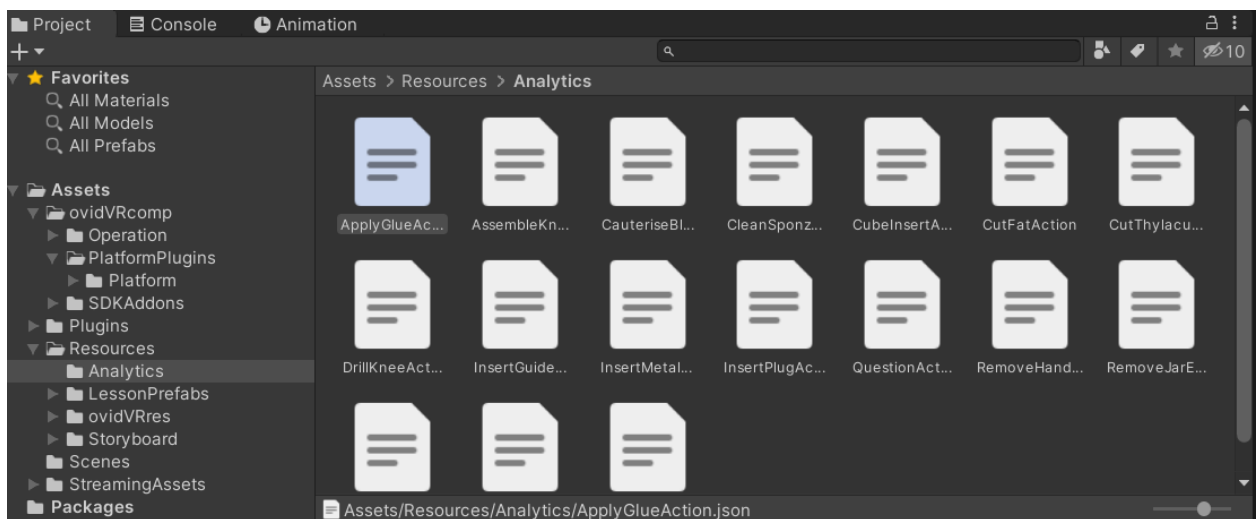 Project Console Animation
10
Favorites
All Materials
All Models
All Prefabs
Assets
ovidVRcomp
Operation
PlatformPlugins
Platform
SDKAddons
Plugins
Resources
Analytics
LessonPrefabs
ovidVRres
Storyboard
Scenes
StreamingAssets
Packages
Assets > Resources > Analytics
ApplyGlueAc... AssembleKn... CauteriseBl... CleanSponz... CubeInsertA... CutFatAction CutThylacu...
DrillKneeAct... InsertGuide... InsertMetal... InsertPlugAc... QuestionAct... RemoveHand... RemoveJarE...
Assets/Resources/Analytics/ApplyGlueAction.json